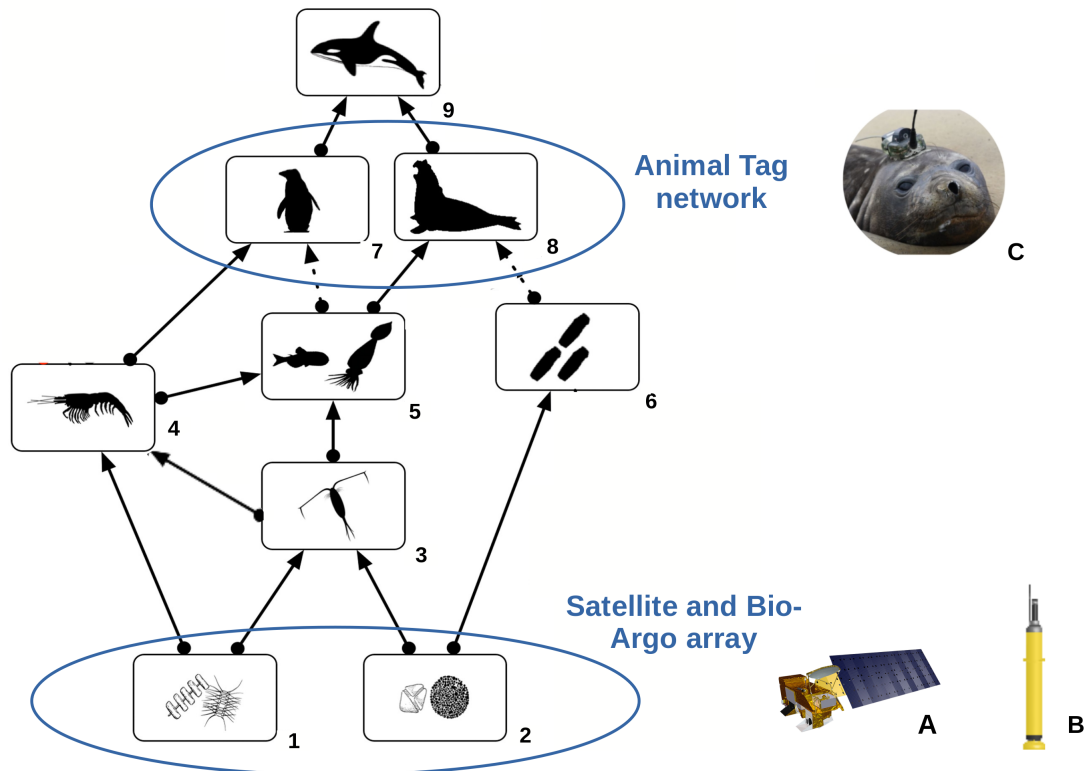 9
Animal Tag
network
7
8
C
4
5
6
3
Satellite and Bio-
Argo array
1
2
A
B